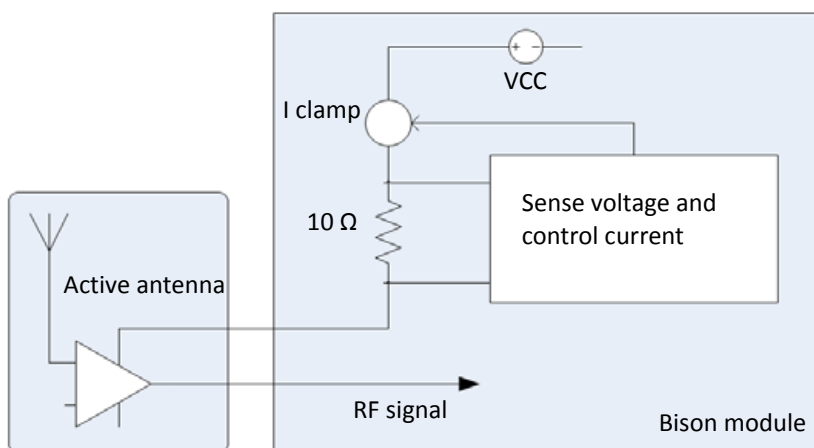 VCC
I clamp
Sense voltage and
control current
10 Ω
Active antenna
RF signal
Bison module